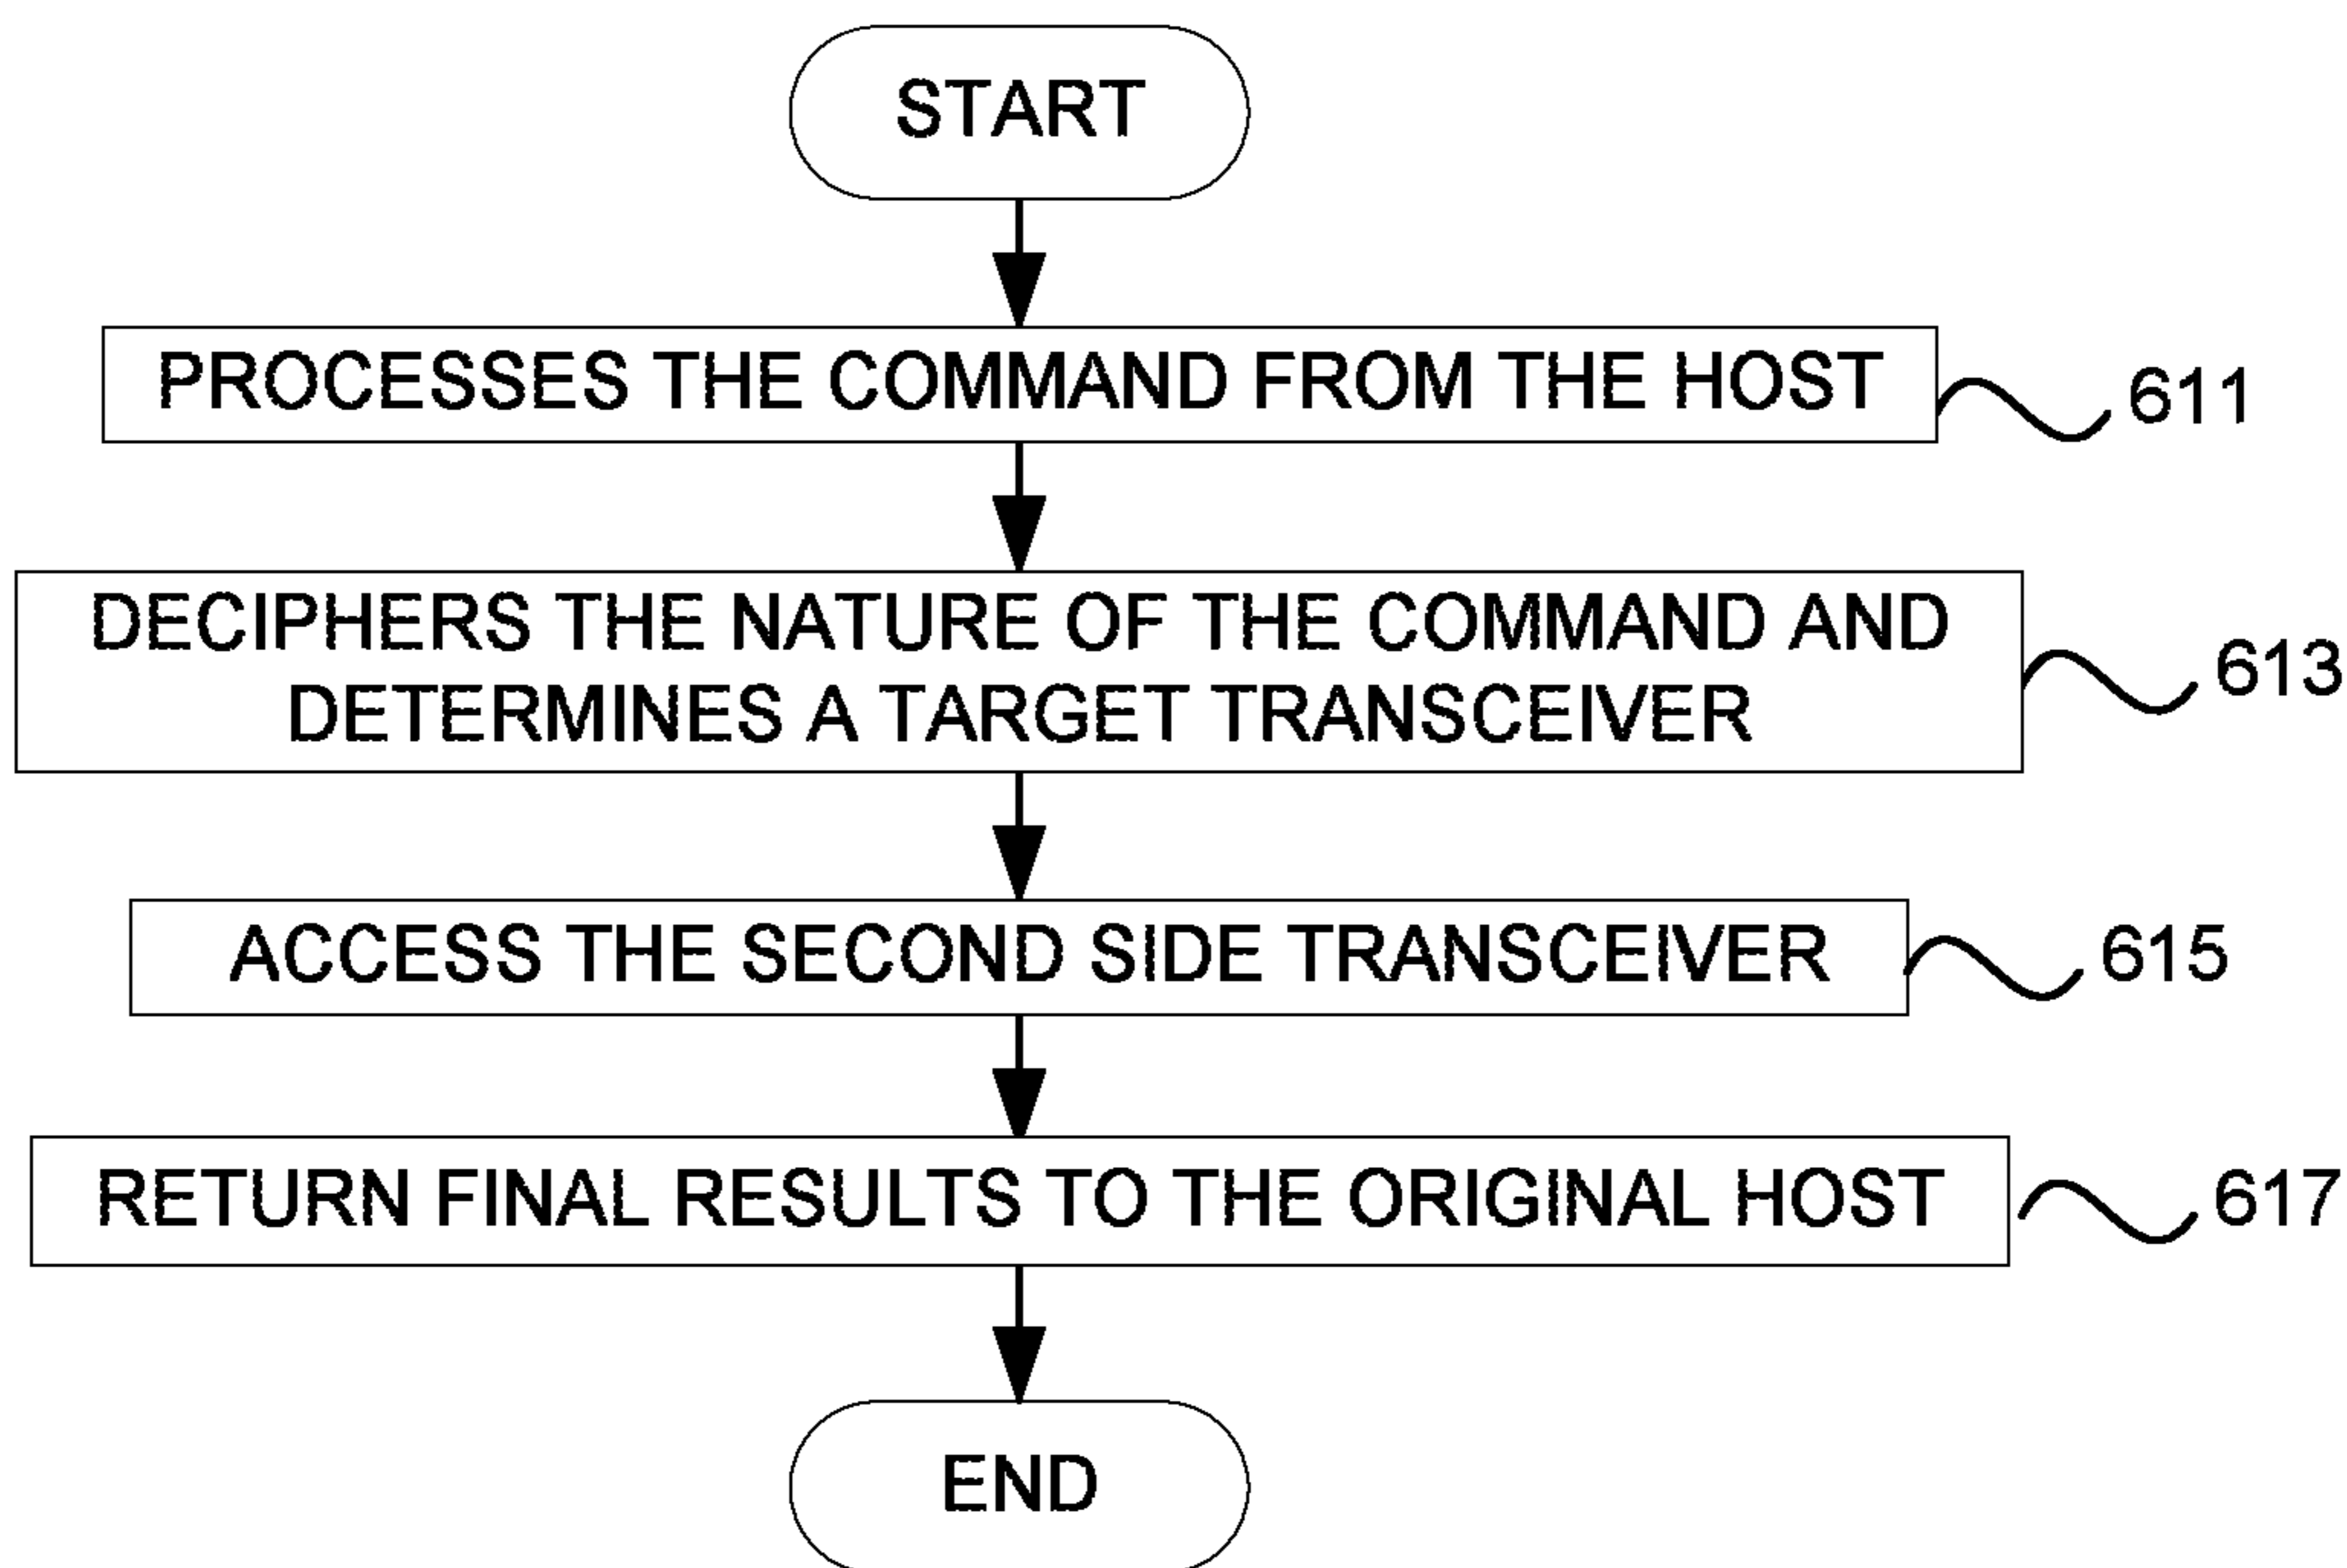 START
PROCESSES THE COMMAND FROM THE HOST
611
DECIPHERS THE NATURE OF THE COMMAND AND
DETERMINES A TARGET TRANSCEIVER
613
ACCESS THE SECOND SIDE TRANSCEIVER
615
RETURN FINAL RESULTS TO THE ORIGINAL HOST
617
END